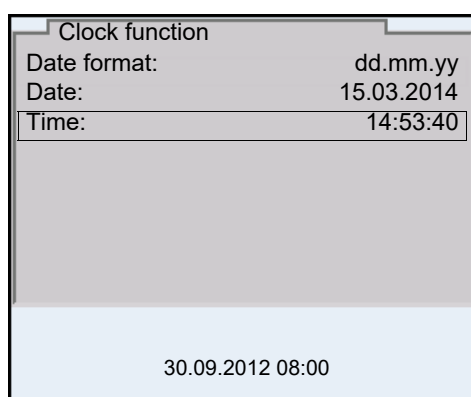 Clock function
Date format: dd.mm.yy
Date: 15.03.2014
Time: 14:53:40
30.09.2012 08:00